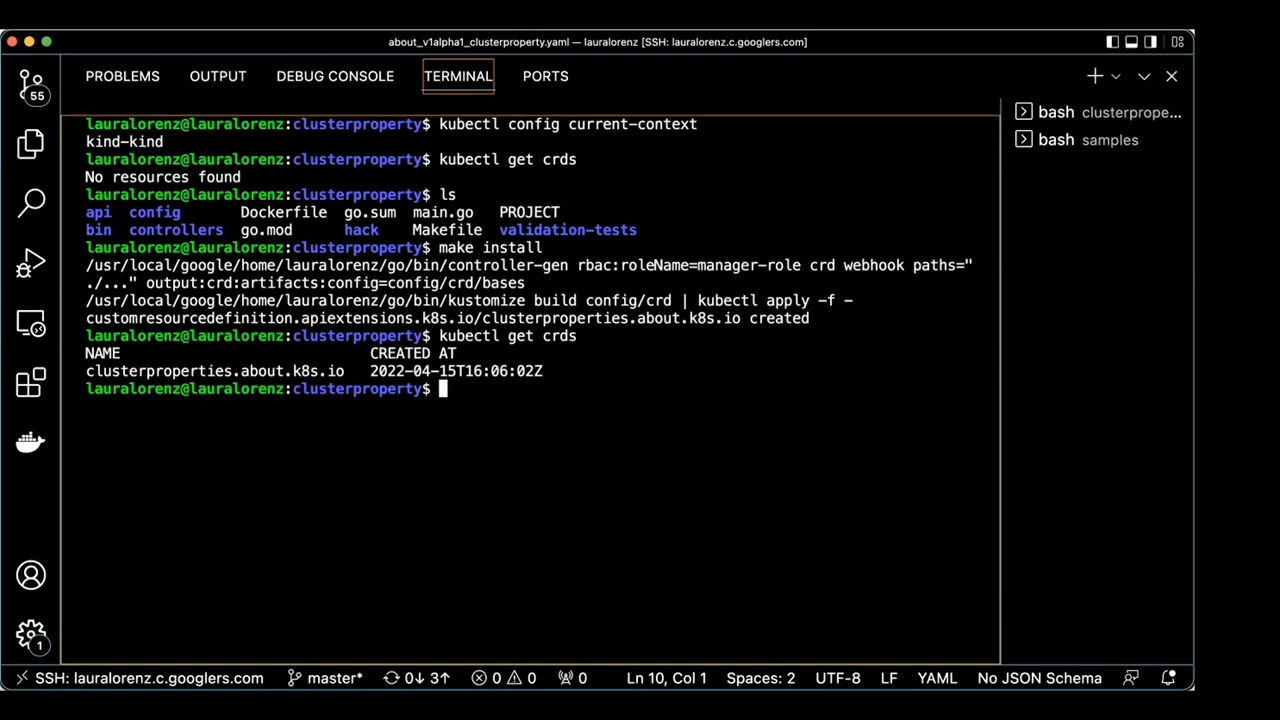 about_v1alpha1_clusterproperty.yaml — lauralorenz [SSH: lauralorenz.c.googlers.com]
55
PROBLEMS OUTPUT DEBUG CONSOLE TERMINAL PORTS
bash clusterprope...
bash samples
lauralorenz@lauralorenz:clusterproperty$ kubectl config current-context
kind-kind
lauralorenz@lauralorenz:clusterproperty$ kubectl get crds
No resources found
lauralorenz@lauralorenz:clusterproperty$ ls
api config Dockerfile go.sum main.go PROJECT
bin controllers go.mod hack Makefile validation-tests
lauralorenz@lauralorenz:clusterproperty$ make install
/usr/local/google/home/lauralorenz/go/bin/controller-gen rbac:roleName=manager-role crd webhook paths="
./..." output:crd:artifacts:config=config/crd/bases
/usr/local/google/home/lauralorenz/go/bin/kustomize build config/crd | kubectl apply -f -
customresourcedefinition.apiextensions.k8s.io/clusterproperties.about.k8s.io created
lauralorenz@lauralorenz:clusterproperty$ kubectl get crds
NAME CREATED AT
clusterproperties.about.k8s.io 2022-04-15T16:06:02Z
lauralorenz@lauralorenz:clusterproperty$
1
SSH: lauralorenz.c.googlers.com master* 0↓ 3↑ 0 0 0 Ln 10, Col 1 Spaces: 2 UTF-8 LF YAML No JSON Schema